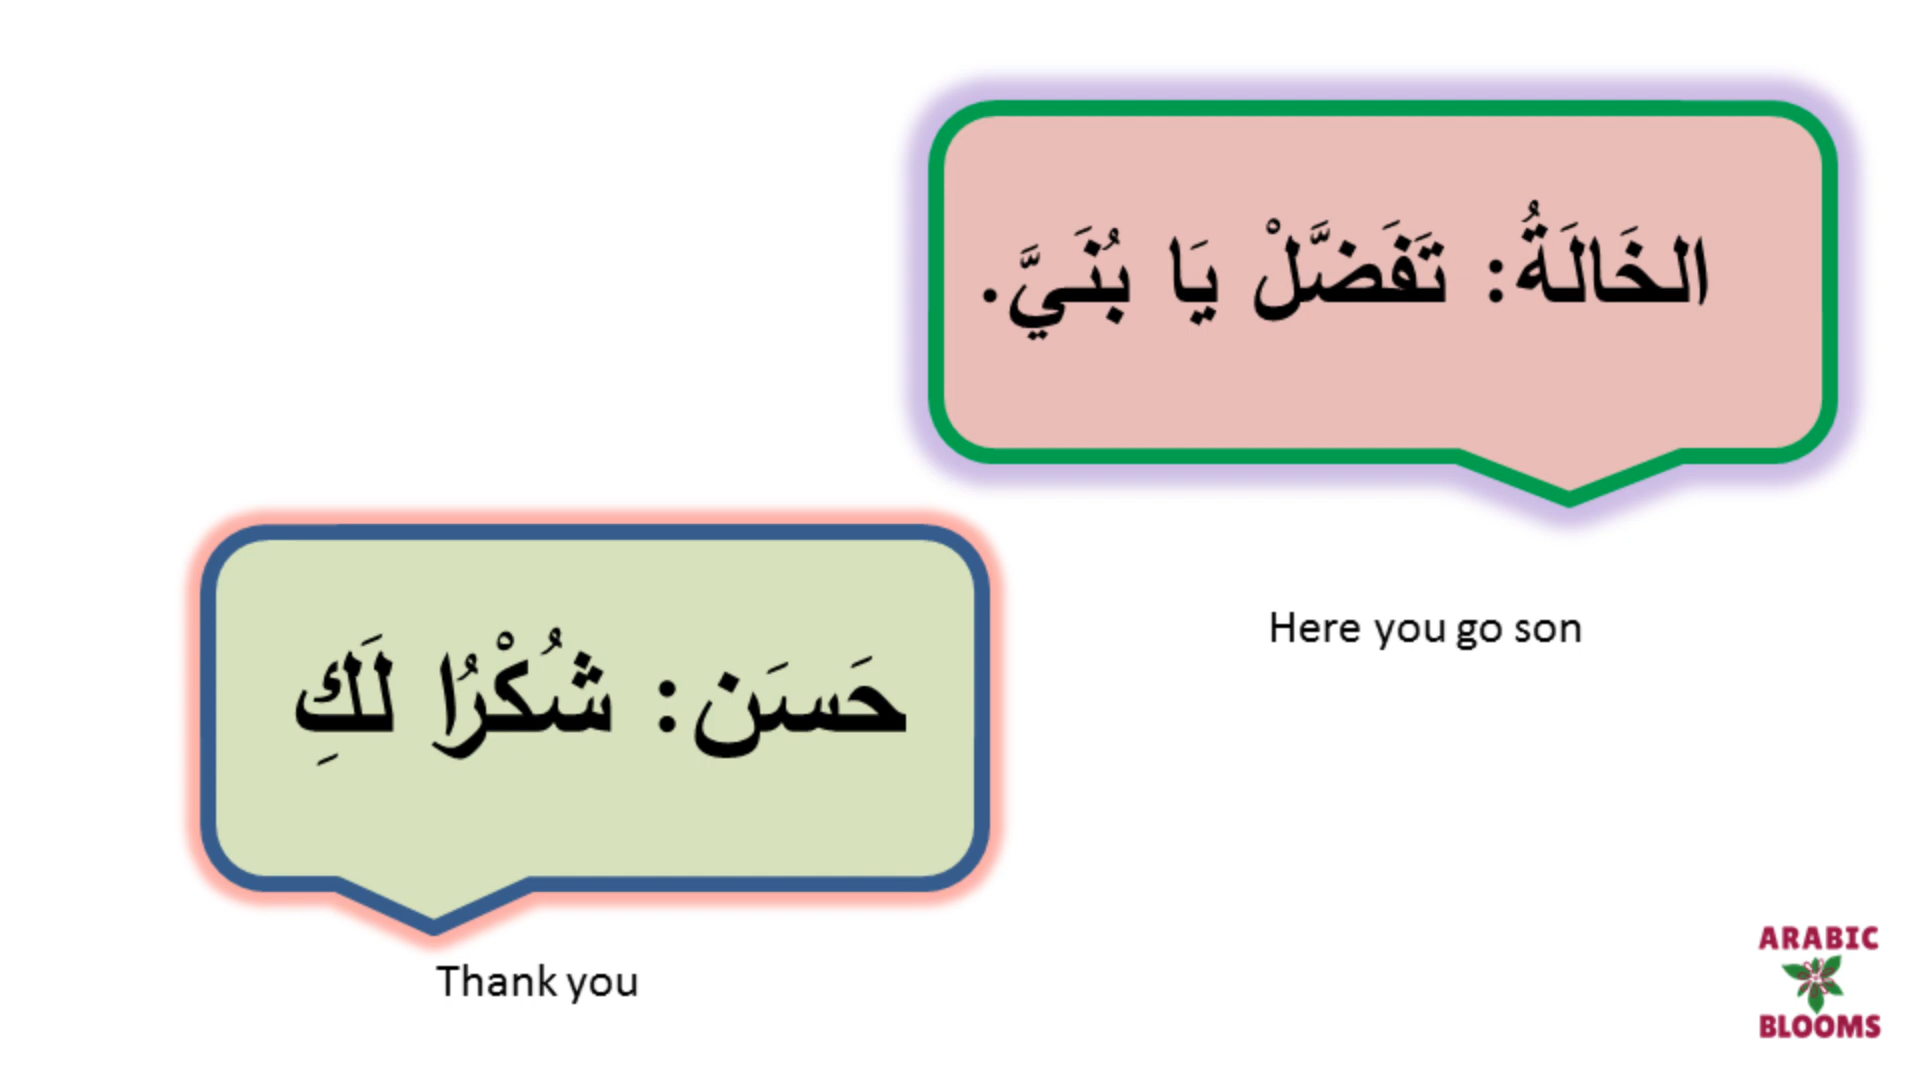 الخَالَةُ: تَفَضَّلْ يَا بُنَيَّ.
Here you go son
حَسَن: شُكْرُا لَكِ
Thank you
ARABIC
BLOOMS